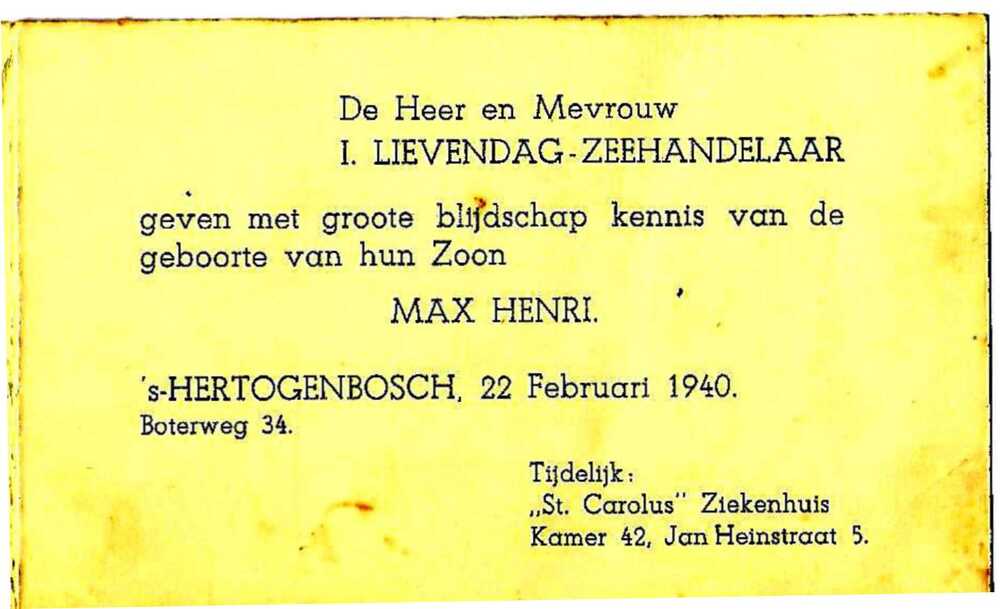 De Heer en Mevrouw
I. LIEVENDAG-ZEEHANDELAAR
geven met groote blijdschap kennis van de
geboorte van hun Zoon
MAX HENRI.
's-HERTOGENBOSCH, 22 Februari 1940.
Boterweg 34.
Tijdelijk:
„St. Carolus" Ziekenhuis
Kamer 42, Jan Heinstraat 5.